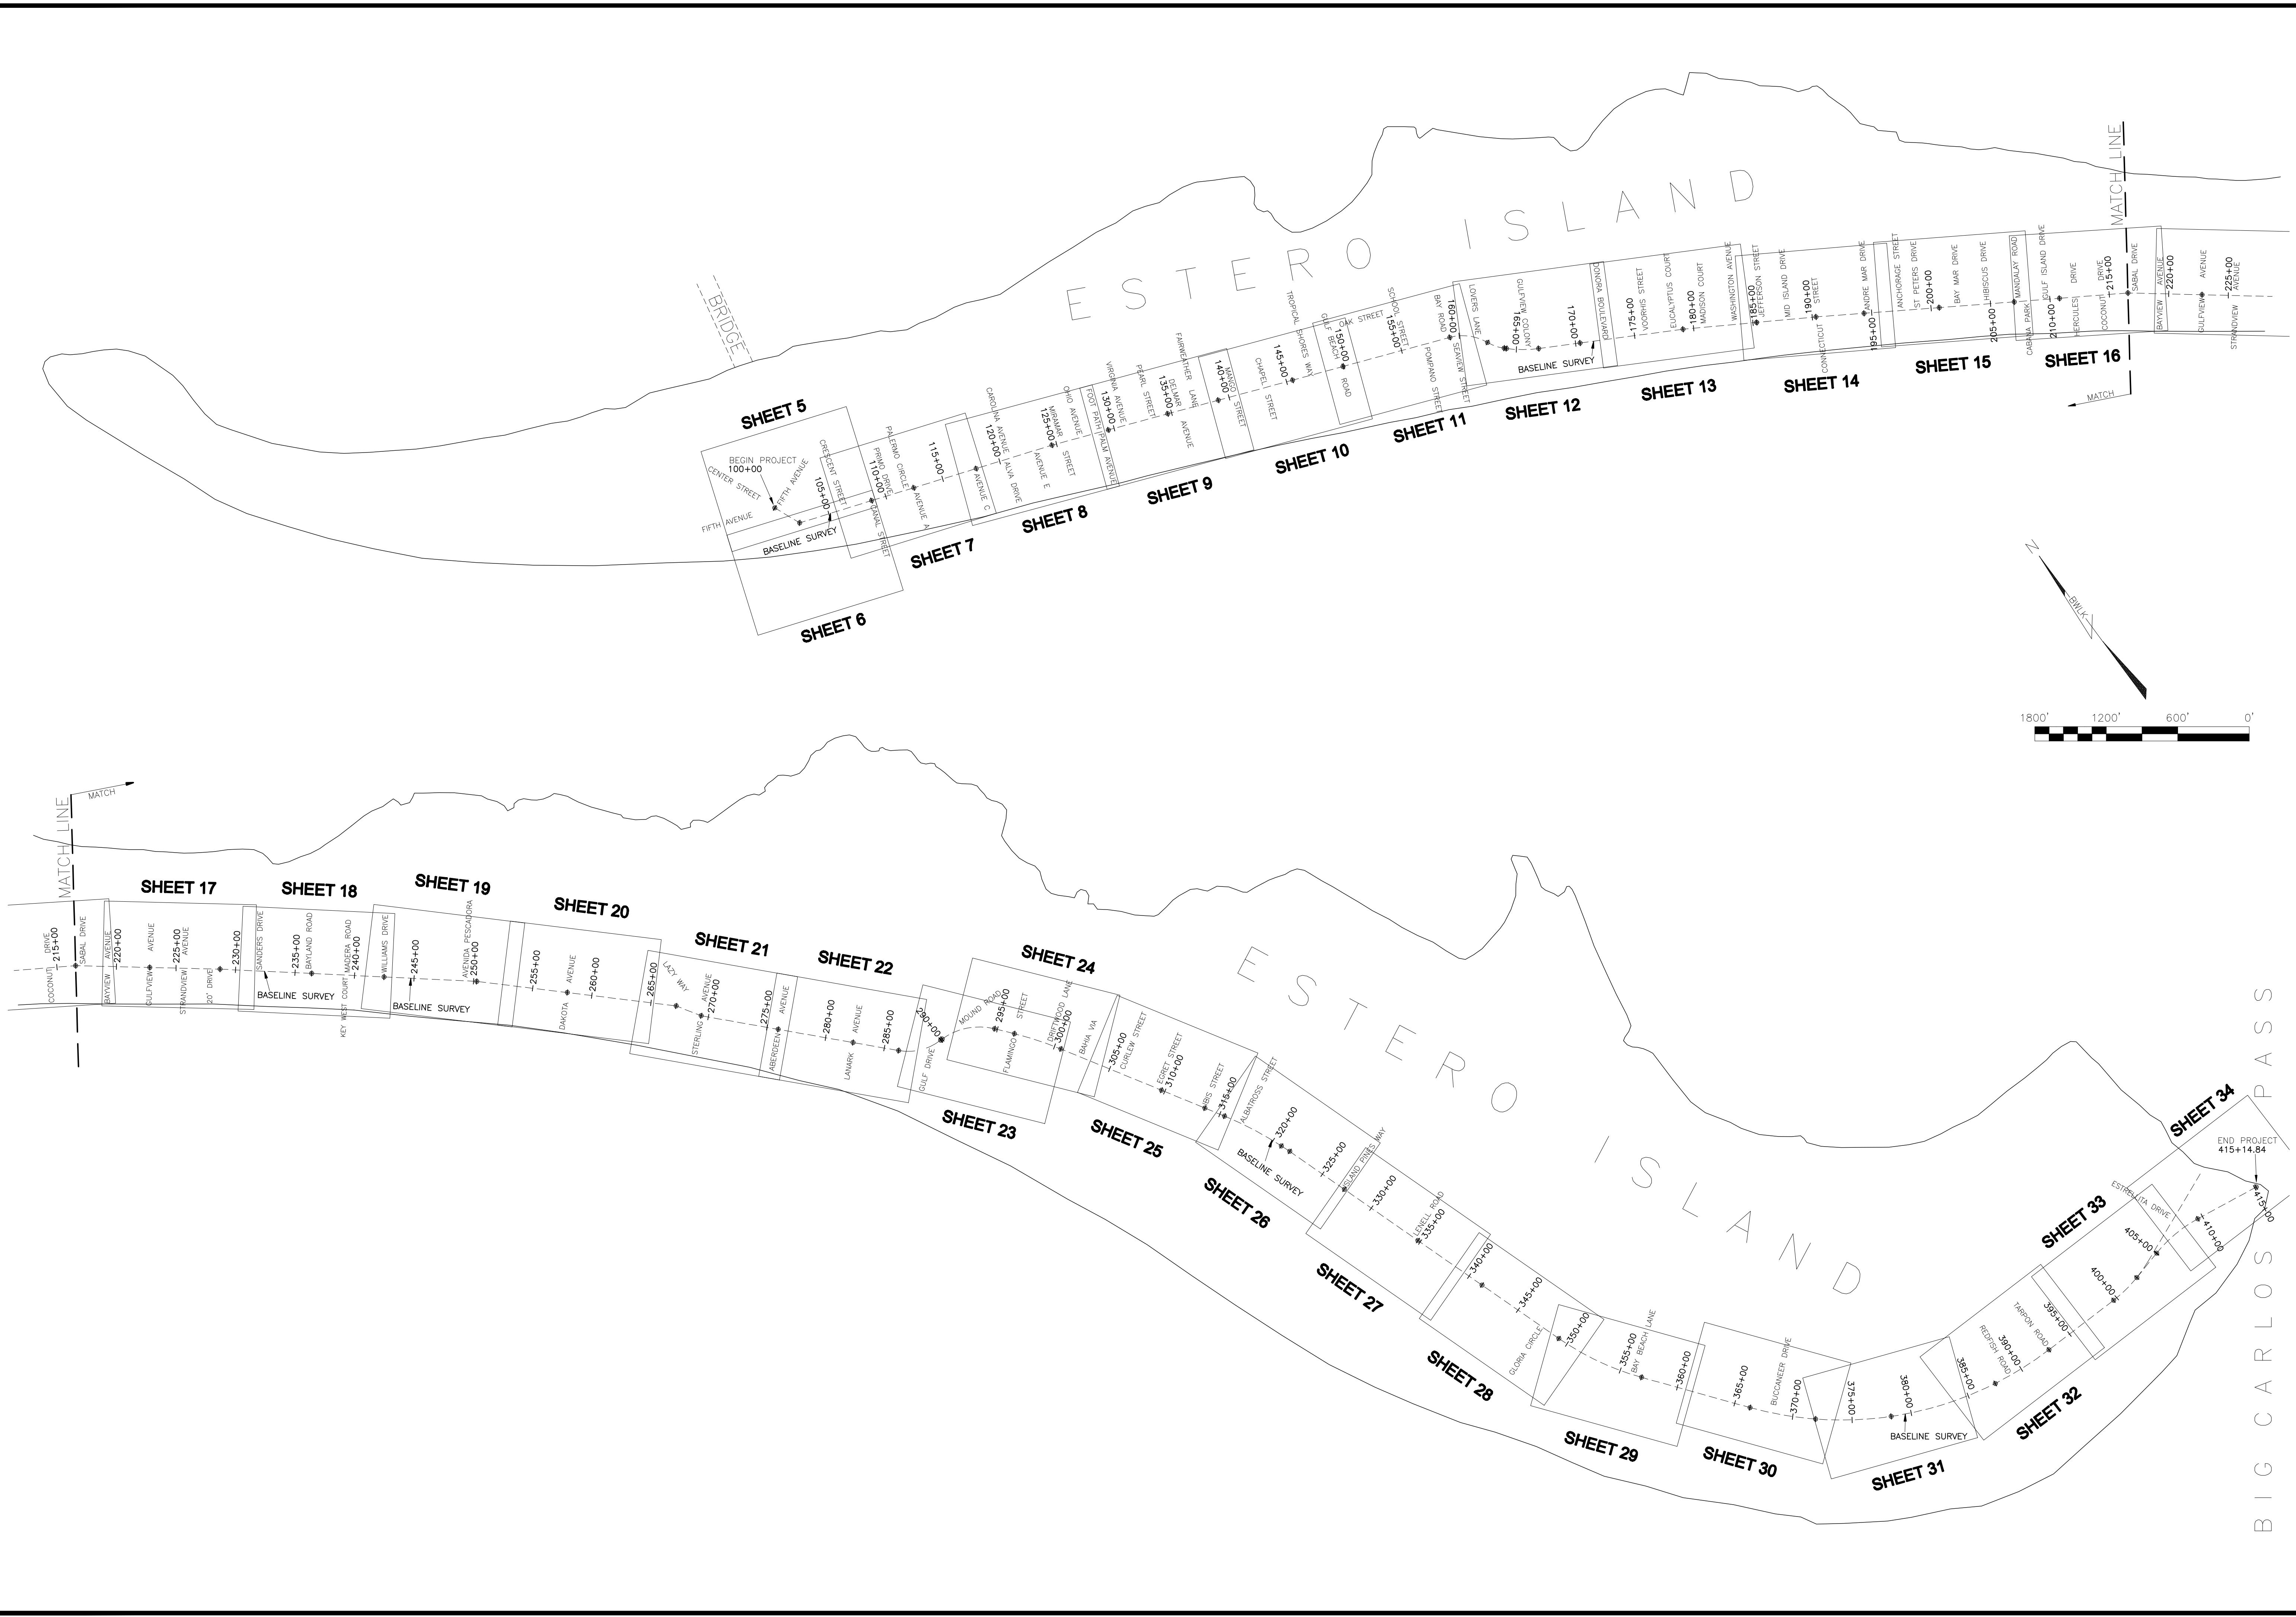 ESTERO ISLAND
BRIDGE
MATCH LINE
MATCH
SHEET 5
BEGIN PROJECT
100+00
CENTER STREET
FIFTH AVENUE
FIFTH AVENUE
CRESCENT STREET
105+00
BASELINE SURVEY
SHEET 6
PRIMO DRIVE
110+00
CANAL STREET
PALERMO CIRCLE
AVENUE A
115+00
SHEET 7
AVENUE C
CAROLINA AVENUE
120+00
ALVA DRIVE
AVENUE E
MIRAMAR STREET
125+00
OHIO AVENUE
SHEET 8
FOOT PATH
PALM AVENUE
VIRGINIA AVENUE
130+00
PEARL STREET
DELMAR AVENUE
135+00
FAIRWEATHER LANE
SHEET 9
140+00
MANGO STREET
CHAPEL STREET
145+00
TROPICAL SHORES WAY
SHEET 10
GULF BEACH ROAD
150+00
OAK STREET
SCHOOL STREET
155+00
POMPANO STREET
BAY ROAD
160+00
SEAVIEW STREET
SHEET 11
LOVERS LANE
165+00
GULFVIEW COLONY
170+00
BASELINE SURVEY
SHEET 12
DONORA BOULEVARD
175+00
VOORHIS STREET
EUCALYPTUS COURT
180+00
MADISON COURT
WASHINGTON AVENUE
SHEET 13
185+00
JEFFERSON STREET
MID ISLAND DRIVE
190+00
CONNECTICUT STREET
ANDRE MAR DRIVE
195+00
SHEET 14
ANCHORAGE STREET
ST PETERS DRIVE
200+00
BAY MAR DRIVE
HIBISCUS DRIVE
205+00
SHEET 15
MANDALAY ROAD
CABANA PARK
GULF ISLAND DRIVE
210+00
HERCULES DRIVE
COCONUT DRIVE
215+00
SABAL DRIVE
SHEET 16
BAYVIEW AVENUE
220+00
GULFVIEW AVENUE
225+00
STRANDVIEW AVENUE
N
BWLK
1800' 1200' 600' 0'
MATCH LINE
MATCH
COCONUT DRIVE
215+00
SABAL DRIVE
BAYVIEW AVENUE
220+00
GULFVIEW AVENUE
225+00
STRANDVIEW AVENUE
20" DRIVE
230+00
SHEET 17
SANDERS DRIVE
BASELINE SURVEY
235+00
BAYLAND ROAD
KEY WEST COURT
MADERA ROAD
240+00
WILLIAMS DRIVE
SHEET 18
245+00
BASELINE SURVEY
AVENIDA PESCADORA
250+00
SHEET 19
255+00
DAKOTA AVENUE
260+00
SHEET 20
265+00
LAZY WAY
STERLING AVENUE
270+00
275+00
ABERDEEN AVENUE
SHEET 21
280+00
LANARK AVENUE
285+00
SHEET 22
290+00
GULF DRIVE
MOUND ROAD
SHEET 23
295+00
FLAMINGO STREET
DRIFTWOOD LANE
300+00
BAHIA VIA
SHEET 24
305+00
CURLEW STREET
EGRET STREET
310+00
IBIS STREET
315+00
SHEET 25
ALBATROSS STREET
320+00
BASELINE SURVEY
325+00
ISLAND PINES WAY
SHEET 26
330+00
LENELL ROAD
335+00
SHEET 27
340+00
345+00
SHEET 28
GLORIA CIRCLE
350+00
355+00
BAY BEACH LANE
360+00
SHEET 29
365+00
BUCCANEER DRIVE
370+00
SHEET 30
375+00
380+00
BASELINE SURVEY
385+00
SHEET 31
REDFISH ROAD
390+00
TARPON ROAD
395+00
SHEET 32
400+00
405+00
SHEET 33
ESTRELLITA DRIVE
410+00
415+00
SHEET 34
END PROJECT
415+14.84
ESTERO ISLAND
BIG CARLOS PASS